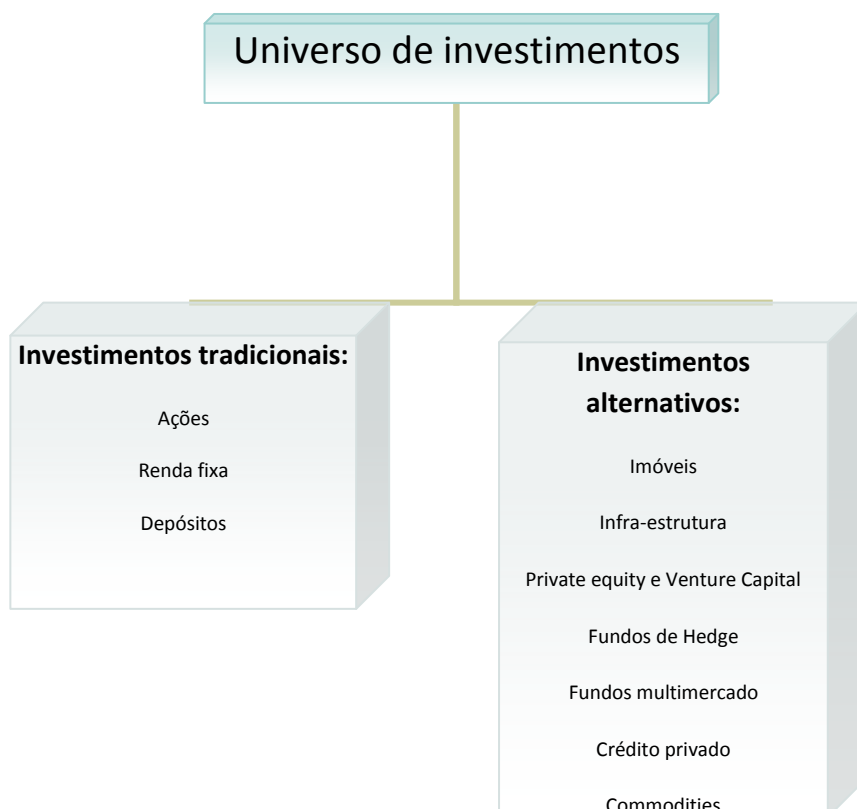 Universo de investimentos
Investimentos tradicionais:
Ações
Renda fixa
Depósitos
Investimentos
alternativos:
Imóveis
Infra-estrutura
Private equity e Venture Capital
Fundos de Hedge
Fundos multimercado
Crédito privado
Commodities